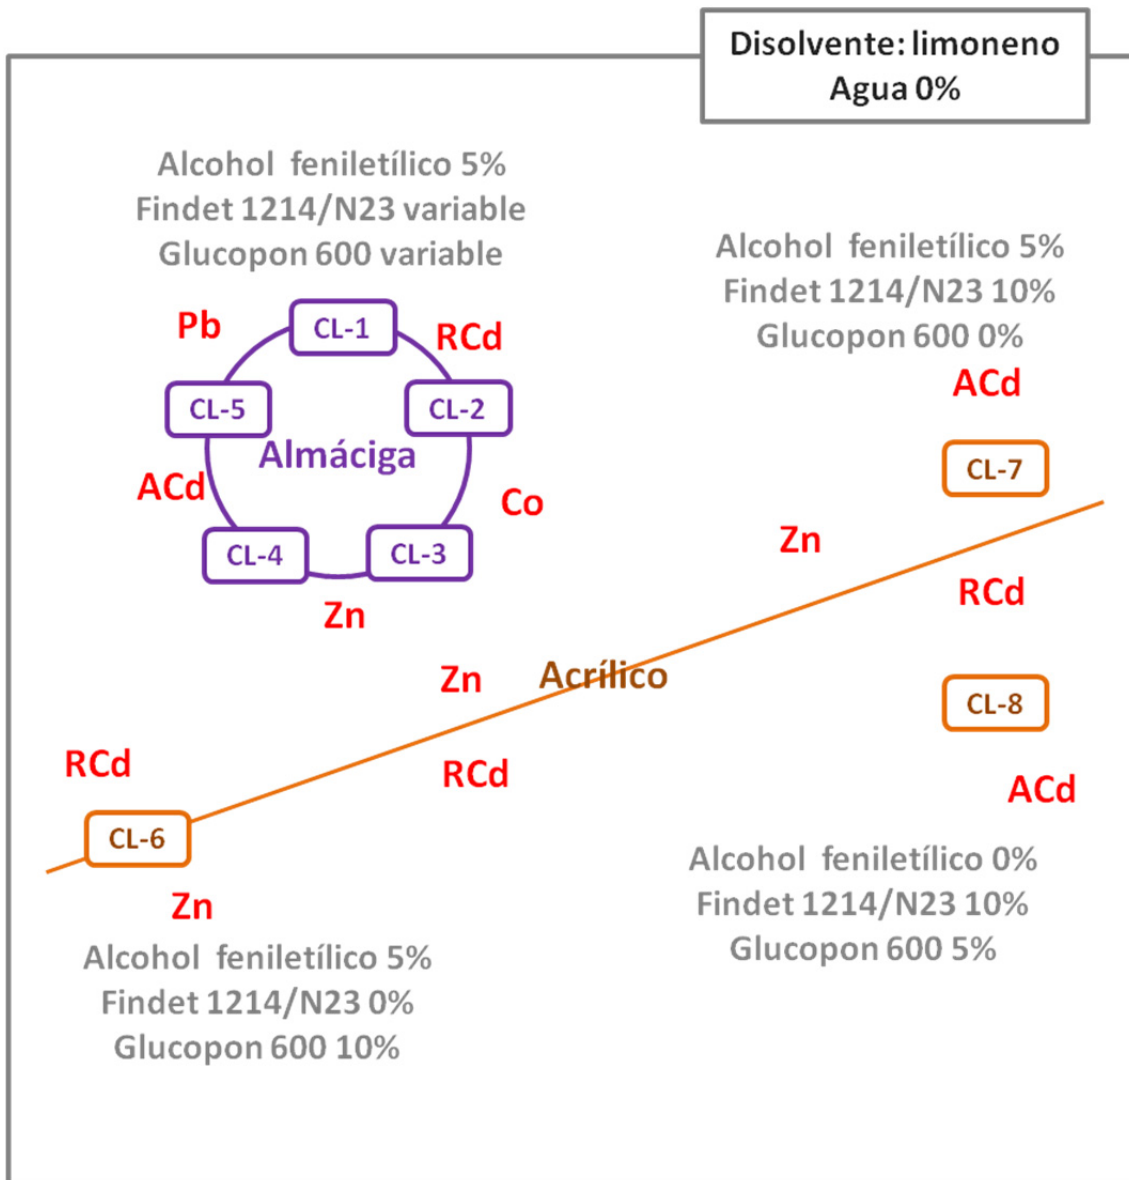 Disolvente: limoneno
Agua 0%
Alcohol feniletílico 5%
Findet 1214/N23 variable
Glucopon 600 variable
Pb
CL-1
RCd
CL-5
CL-2
Almáciga
ACd
Co
CL-4
CL-3
Zn
Alcohol feniletílico 5%
Findet 1214/N23 10%
Glucopon 600 0%
ACd
CL-7
Zn
RCd
Zn
Acrílico
CL-8
RCd
RCd
ACd
CL-6
Zn
Alcohol feniletílico 0%
Findet 1214/N23 10%
Glucopon 600 5%
Alcohol feniletílico 5%
Findet 1214/N23 0%
Glucopon 600 10%